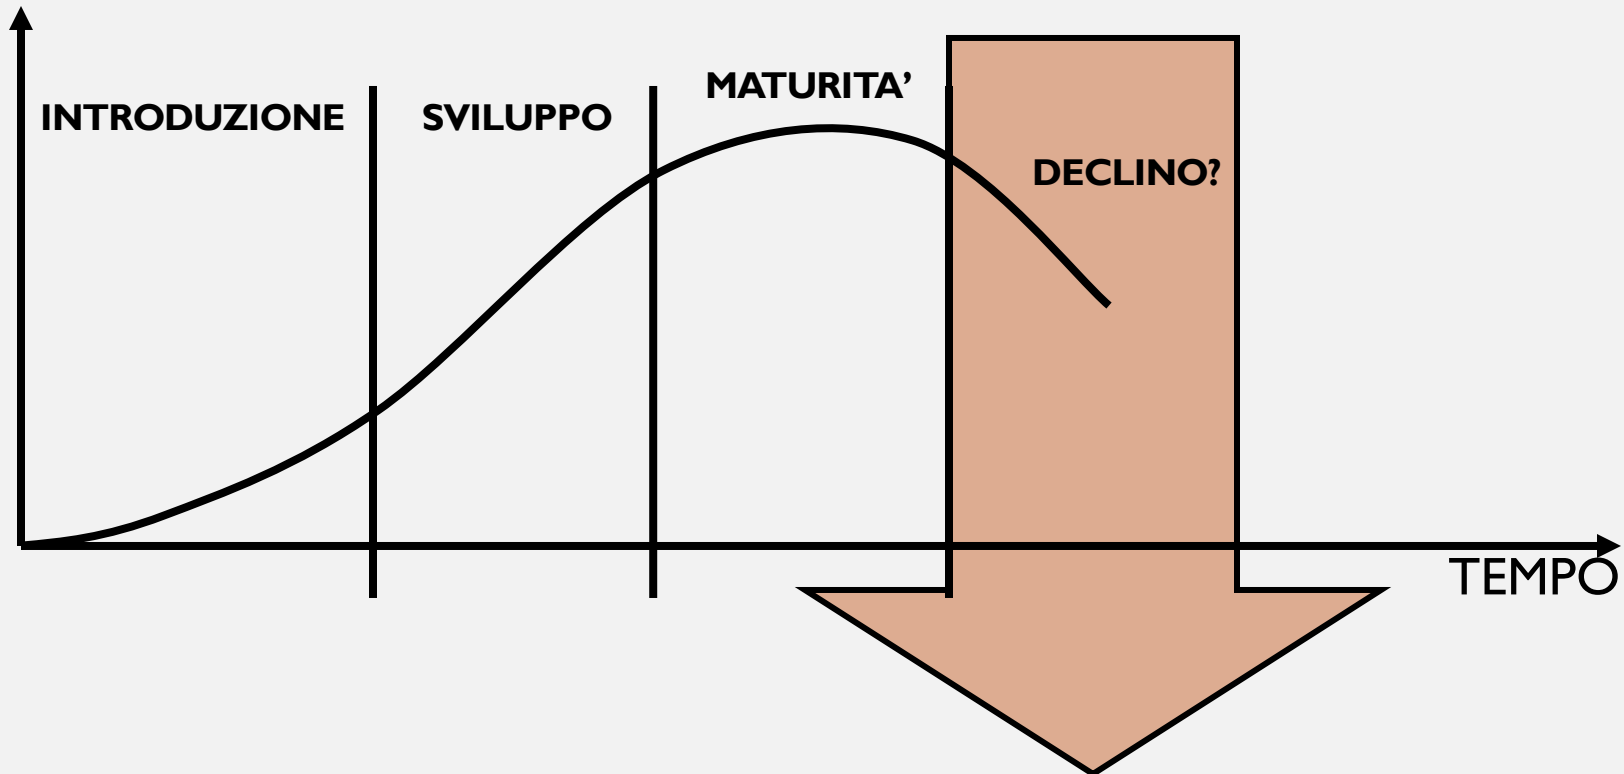 INTRODUZIONE
SVILUPPO
MATURITA’
DECLINO?
TEMPO